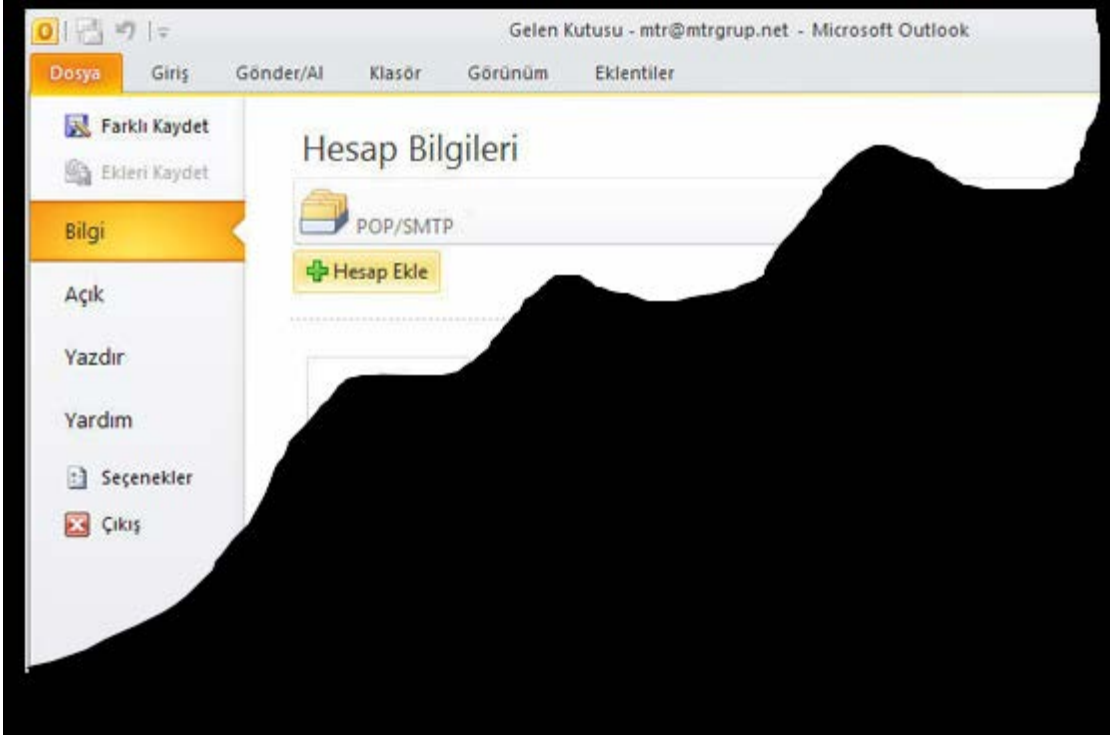 Gelen Kutusu - mtr@mtrgrup.net - Microsoft Outlook
Dosya Giriş Gönder/Al Klasör Görünüm Eklentiler
Farklı Kaydet
Ekleri Kaydet
Bilgi
Açık
Yazdır
Yardım
Seçenekler
Çıkış
Hesap Bilgileri
POP/SMTP
Hesap Ekle